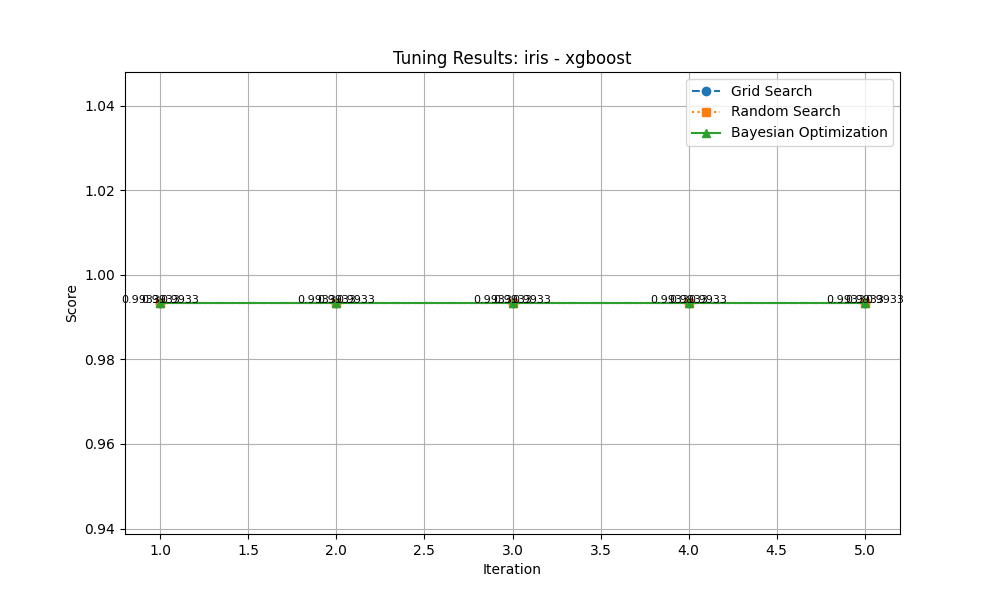 Tuning Results: iris - xgboost
Grid Search
Random Search
Bayesian Optimization
Score
1.04
1.02
1.00
0.98
0.96
0.94
1.0 1.5 2.0 2.5 3.0 3.5 4.0 4.5 5.0
Iteration